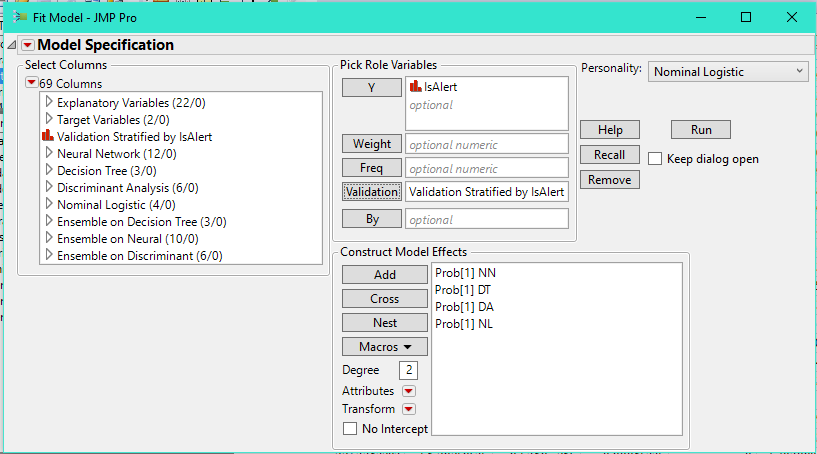 Fit Model - JMP Pro
Model Specification
Select Columns
69 Columns
Explanatory Variables (22/0)
Target Variables (2/0)
Validation Stratified by IsAlert
Neural Network (12/0)
Decision Tree (3/0)
Discriminant Analysis (6/0)
Nominal Logistic (4/0)
Ensemble on Decision Tree (3/0)
Ensemble on Neural (10/0)
Ensemble on Discriminant (6/0)
Pick Role Variables
Y
IsAlert
optional
Weight
optional numeric
Freq
optional numeric
Validation
Validation Stratified by IsAlert
By
optional
Personality:
Nominal Logistic
Help
Run
Recall
Keep dialog open
Remove
Construct Model Effects
Add
Cross
Nest
Macros
Degree
2
Attributes
Transform
No Intercept
Prob[1] NN
Prob[1] DT
Prob[1] DA
Prob[1] NL